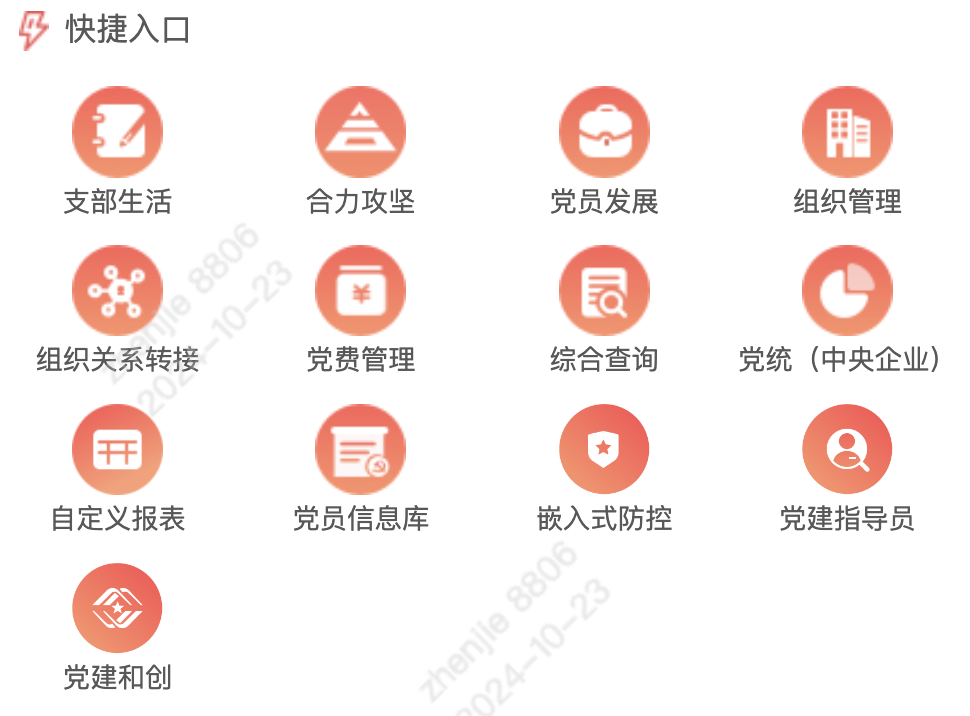 快捷入口
支部生活 合力攻坚 党员发展 组织管理
组织关系转接 党费管理 综合查询 党统（中央企业）
自定义报表 党员信息库 嵌入式防控 党建指导员
党建和创
zhenjie 8806
2024-10-23
zhenjie 8806
2024-10-23